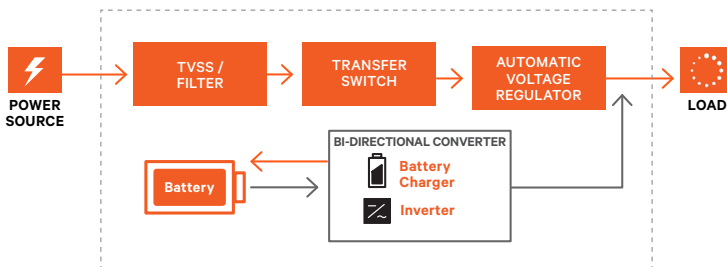 POWER
SOURCE
TVSS /
FILTER
TRANSFER
SWITCH
AUTOMATIC
VOLTAGE
REGULATOR
LOAD
BI-DIRECTIONAL CONVERTER
Battery
Battery
Charger
Inverter